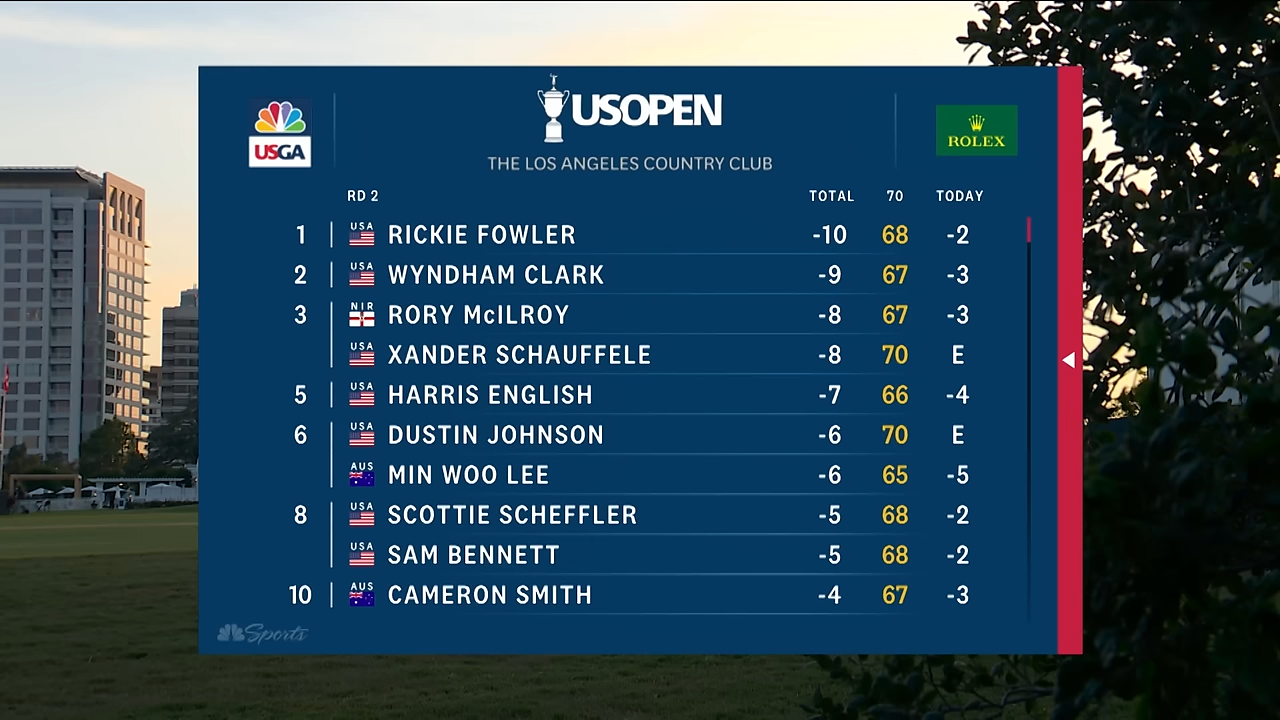 USOPEN
USGA
ROLEX
THE LOS ANGELES COUNTRY CLUB
RD 2 TOTAL 70 TODAY
1 USA RICKIE FOWLER -10 68 -2
2 USA WYNDHAM CLARK -9 67 -3
3 NIR RORY McILROY -8 67 -3
USA XANDER SCHAUFFELE -8 70 E
5 USA HARRIS ENGLISH -7 66 -4
6 USA DUSTIN JOHNSON -6 70 E
AUS MIN WOO LEE -6 65 -5
8 USA SCOTTIE SCHEFFLER -5 68 -2
USA SAM BENNETT -5 68 -2
10 AUS CAMERON SMITH -4 67 -3
Sports